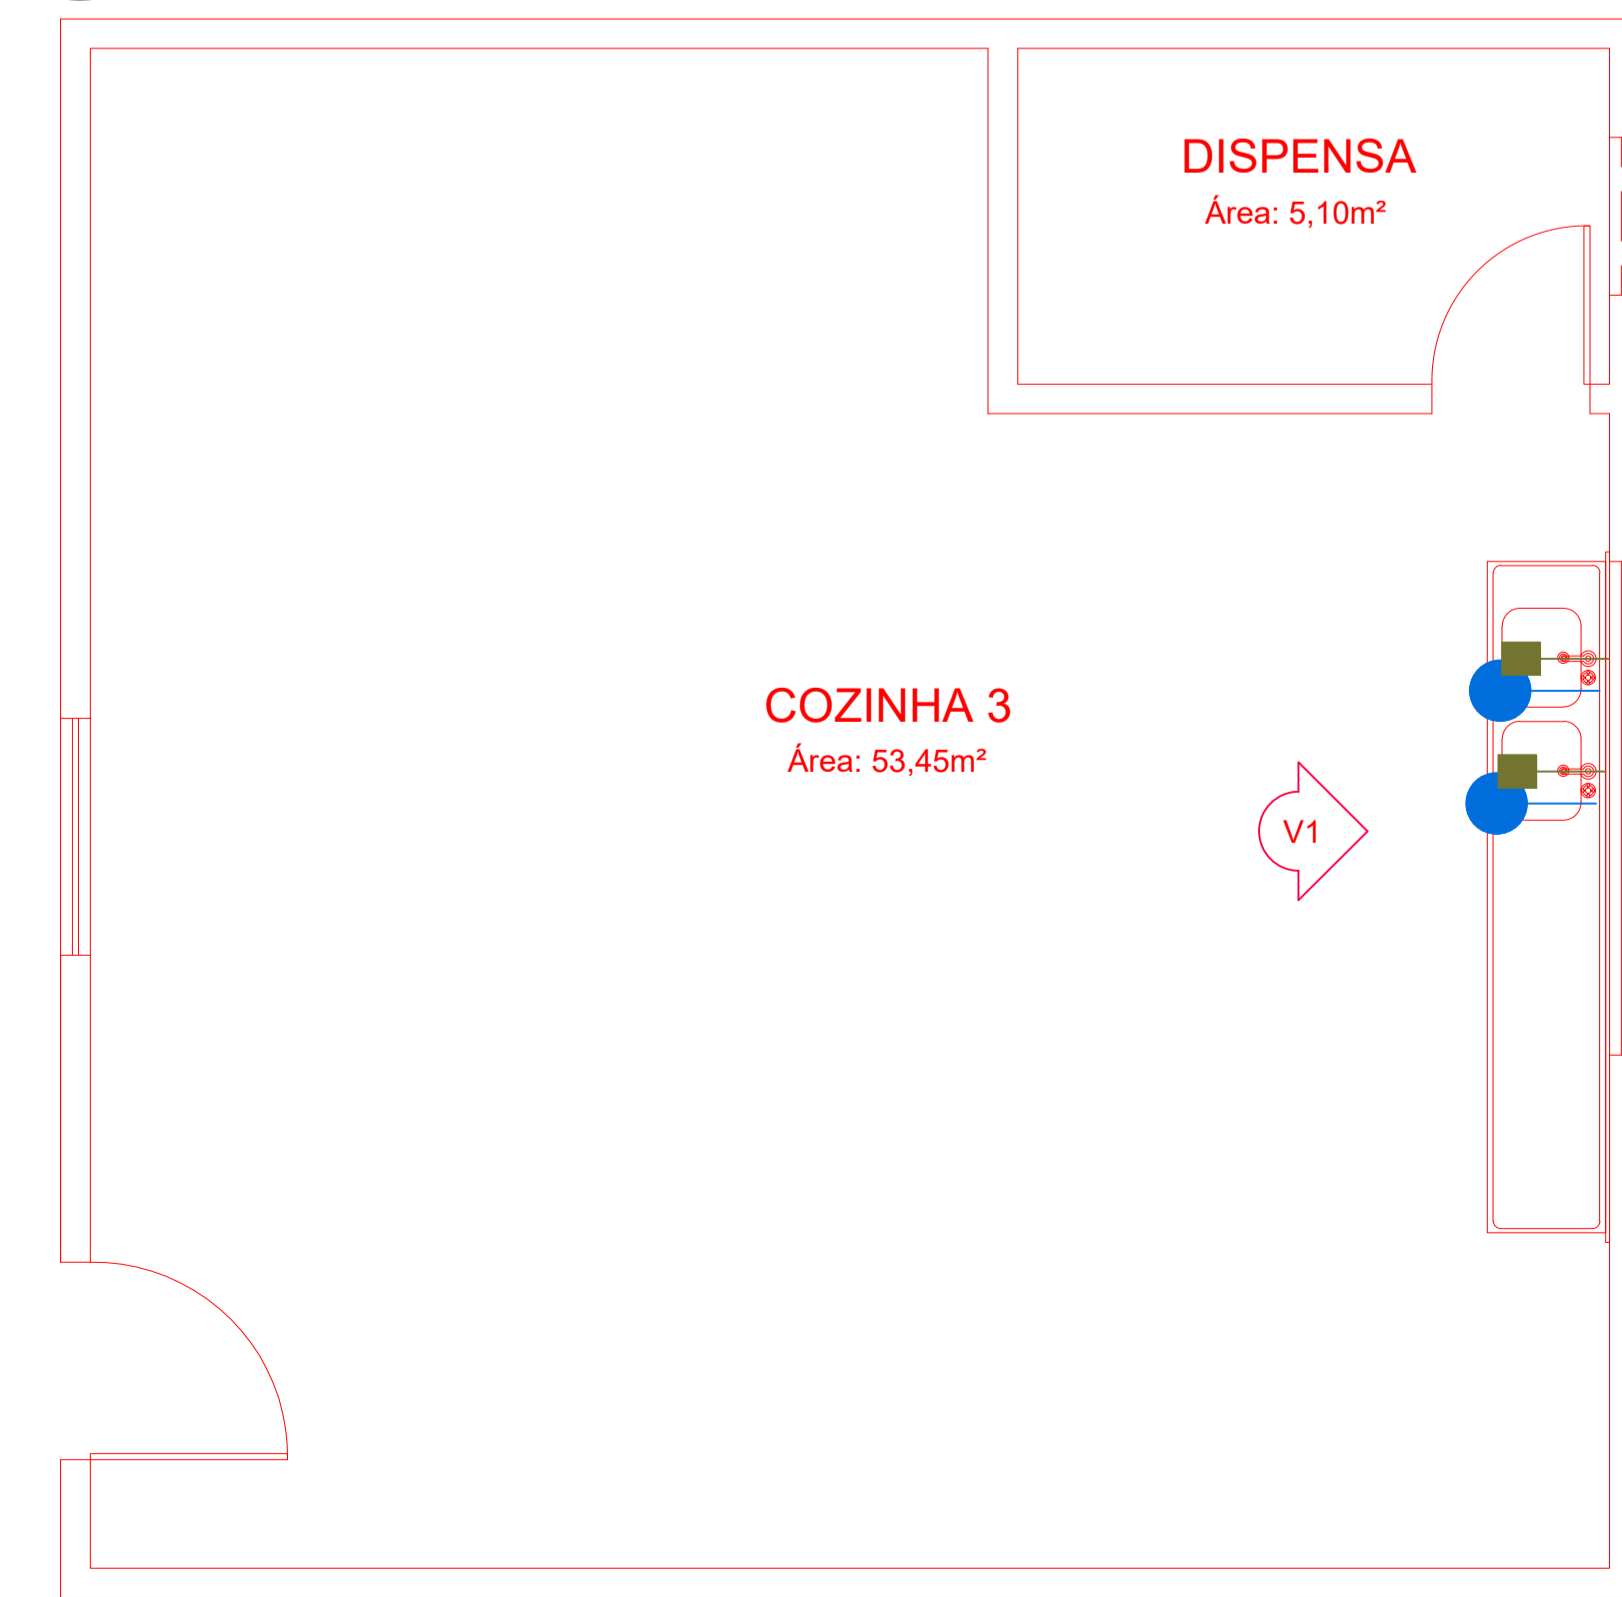 DISPENSA
Área: 5,10m²
COZINHA 3
Área: 53,45m²
V1